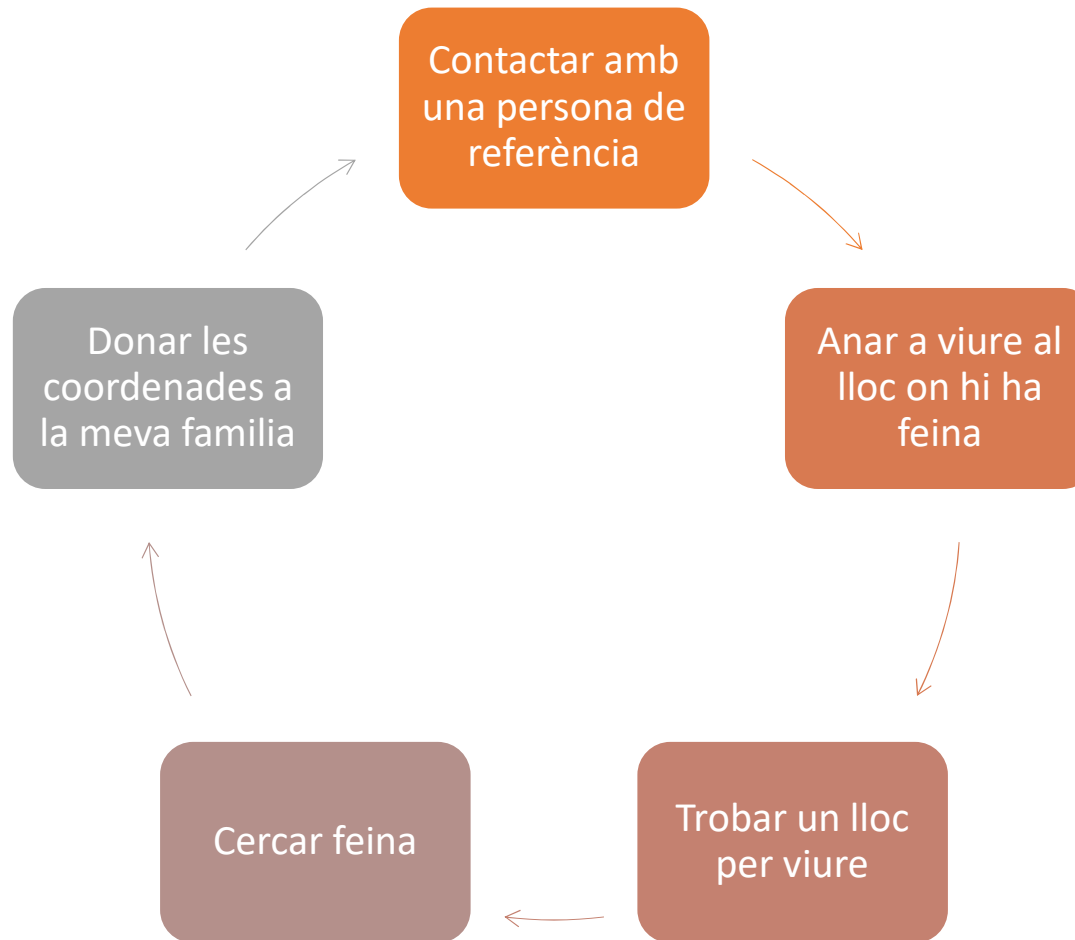 Contactar amb
una persona de
referència
Anar a viure al
lloc on hi ha
feina
Trobar un lloc
per viure
Cercar feina
Donar les
coordenades a
la meva familia